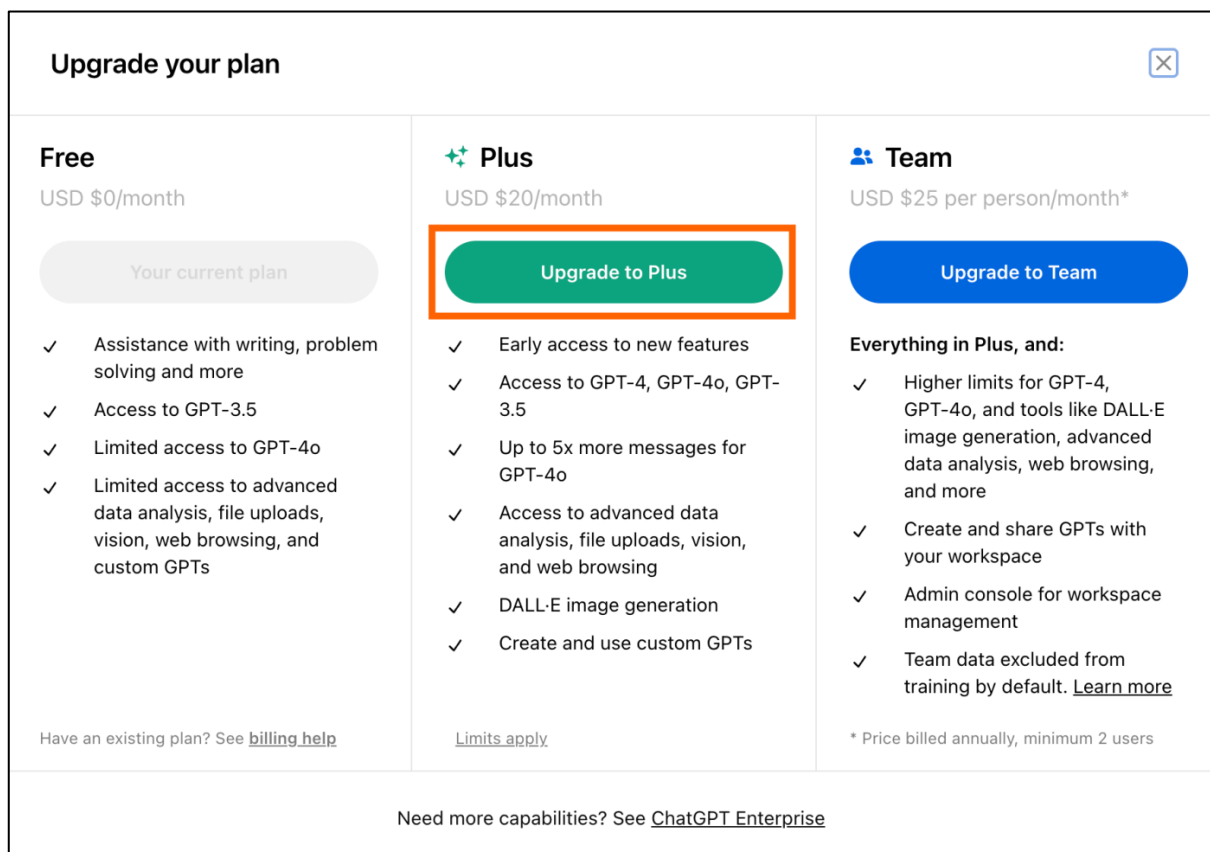 Upgrade your plan
Free
USD $0/month
Your current plan
Assistance with writing, problem
solving and more
Access to GPT-3.5
Limited access to GPT-4o
Limited access to advanced
data analysis, file uploads,
vision, web browsing, and
custom GPTs
Have an existing plan? See billing help
Plus
USD $20/month
Upgrade to Plus
Early access to new features
Access to GPT-4, GPT-4o, GPT-
3.5
Up to 5x more messages for
GPT-4o
Access to advanced data
analysis, file uploads, vision,
and web browsing
DALL·E image generation
Create and use custom GPTs
Limits apply
Team
USD $25 per person/month*
Upgrade to Team
Everything in Plus, and:
Higher limits for GPT-4,
GPT-4o, and tools like DALL·E
image generation, advanced
data analysis, web browsing,
and more
Create and share GPTs with
your workspace
Admin console for workspace
management
Team data excluded from
training by default. Learn more
* Price billed annually, minimum 2 users
Need more capabilities? See ChatGPT Enterprise